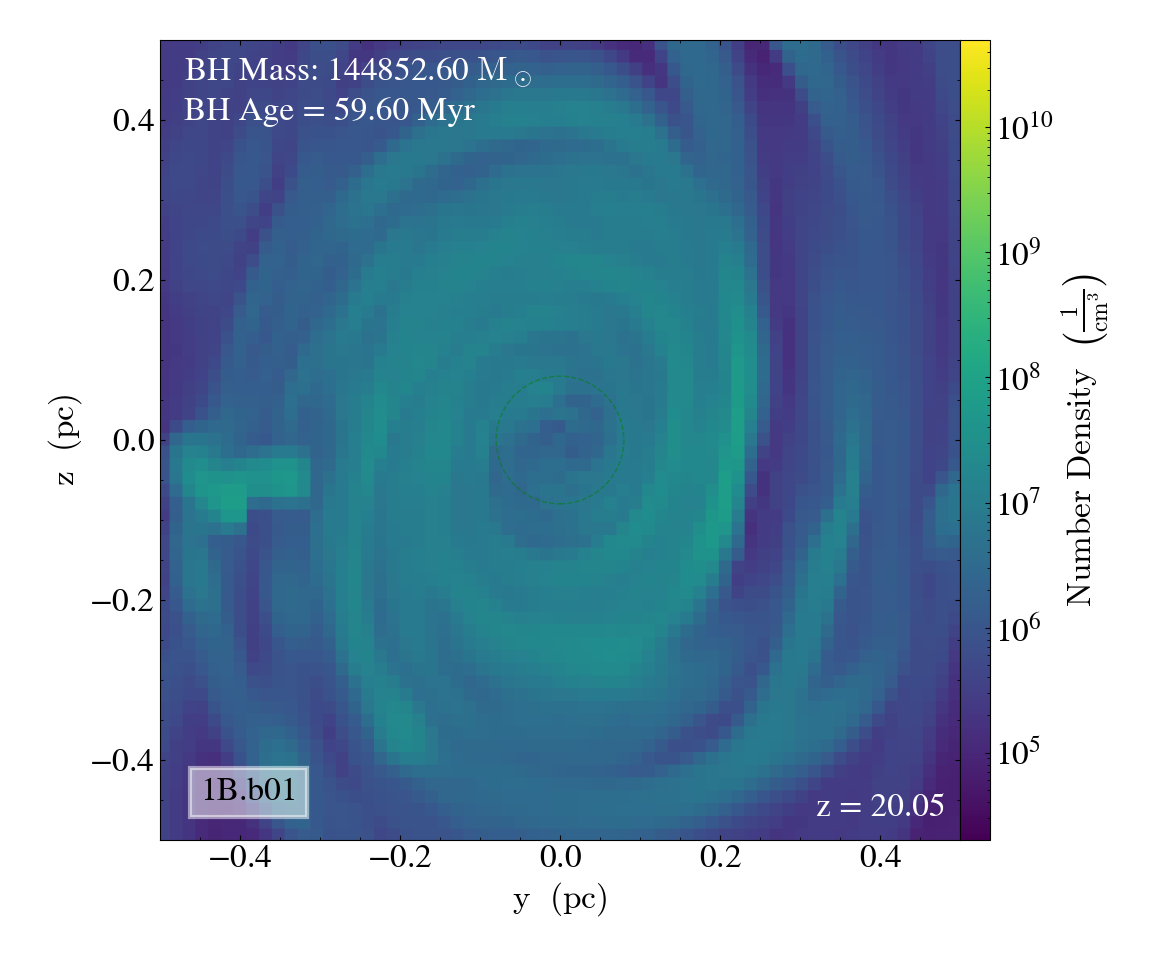 BH Mass: 144852.60 M⊙
BH Age = 59.60 Myr
0.4
0.2
0.0
−0.2
−0.4
z (pc)
1B.b01
z = 20.05
−0.4 −0.2 0.0 0.2 0.4
y (pc)
10^10
10^9
10^8
10^7
10^6
10^5
Number Density (1/cm^3)